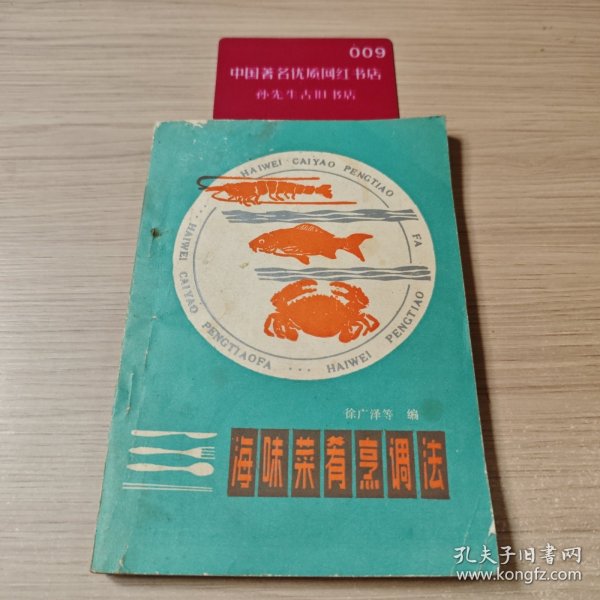 009
中国著名优质网红书店
孙先生古旧书店
HAIWEI CAIYAO PENGTIAO FA
HAIWEI CAIYAO PENGTIAOFA ... HAIWEI PENGTIAO
徐广泽等 编
海味菜肴烹调法
孔夫子旧书网
www.kongfz.com